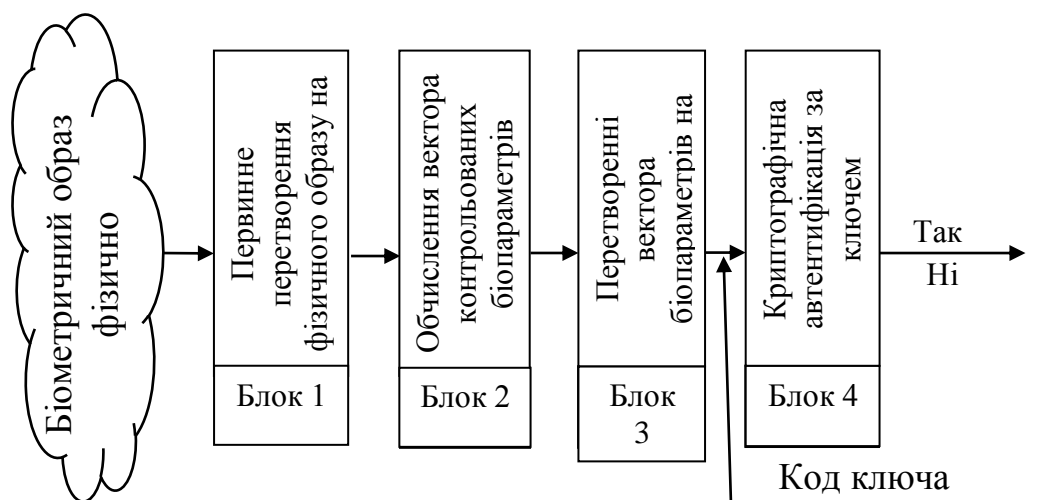 Біометричний образ
фізично
Первинне
перетворення
фізичного образу на
Блок 1
Обчислення вектора
контрольованих
біопараметрів
Блок 2
Перетворенні
вектора
біопараметрів на
Блок
3
Криптографічна
автентифікація за
ключем
Блок 4
Так
Ні
Код ключа